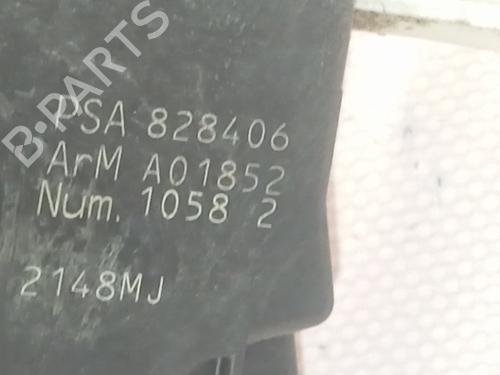 B-PARTS
PSA 828406
ArM A01852
Num. 1058 2
2148MJ